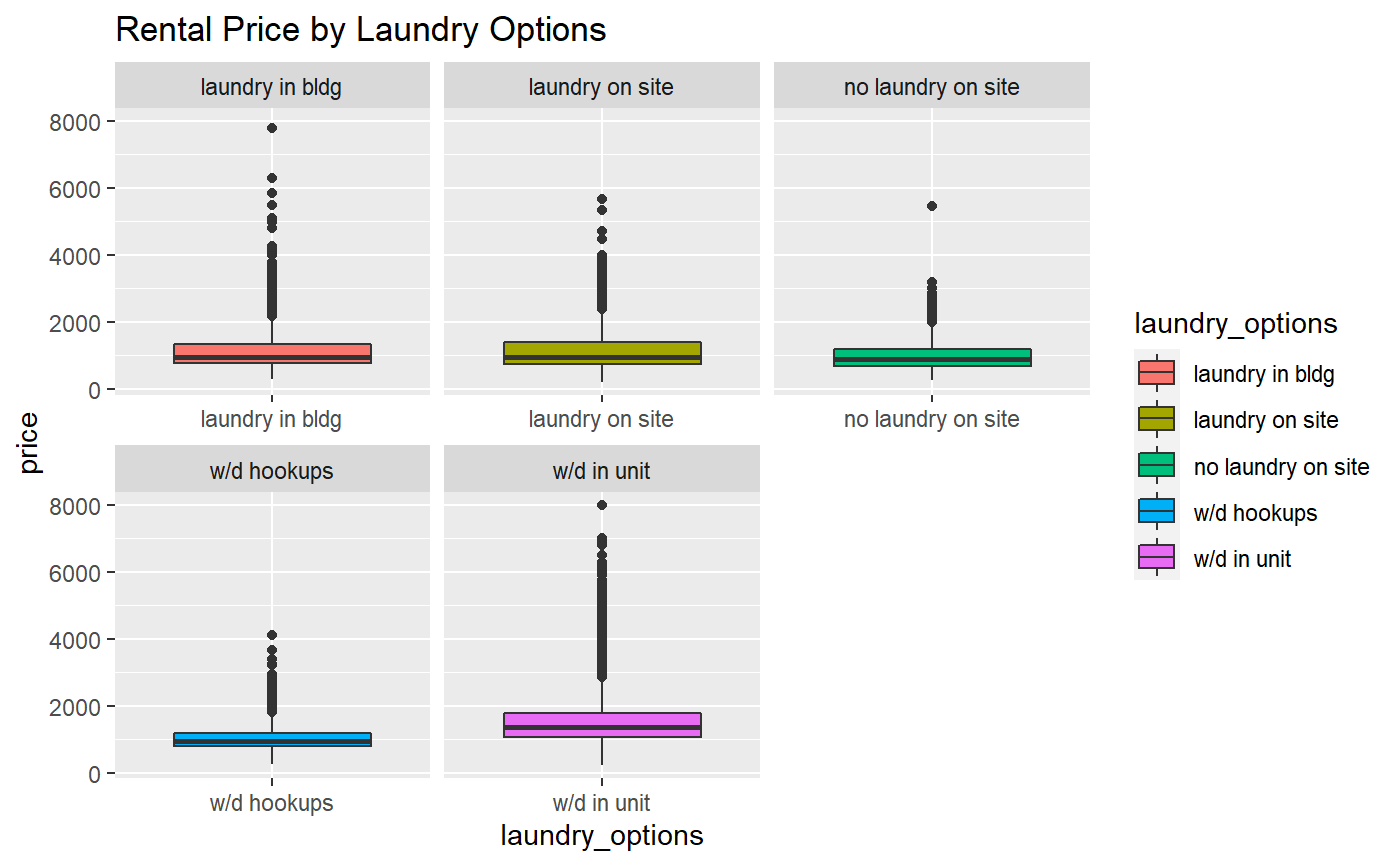 Rental Price by Laundry Options
laundry in bldg
laundry on site
no laundry on site
8000
6000
4000
2000
0
laundry in bldg
laundry on site
no laundry on site
w/d hookups
w/d in unit
8000
6000
4000
2000
0
w/d hookups
w/d in unit
laundry_options
price
laundry_options
laundry in bldg
laundry on site
no laundry on site
w/d hookups
w/d in unit